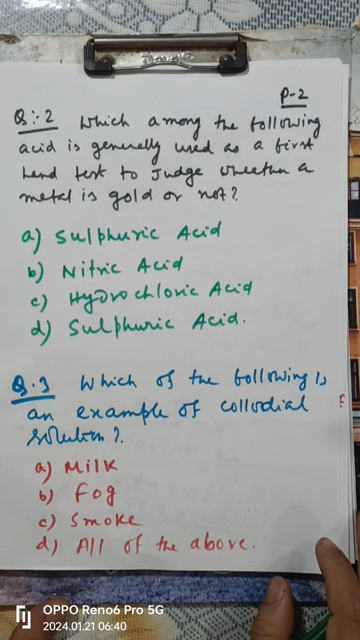 P-2
Q:-2 Which among the following
acid is generally used as a first
hand test to Judge wheether a
metal is gold or not?
a) Sulphuric Acid
b) Nitric Acid
c) Hydrochloric Acid
d) Sulphuric Acid.
Q.3 Which of the following is
an example of collodial
solution?
a) Milk
b) Fog
c) Smoke
d) All of the above.
OPPO Reno6 Pro 5G
2024.01.21 06:40